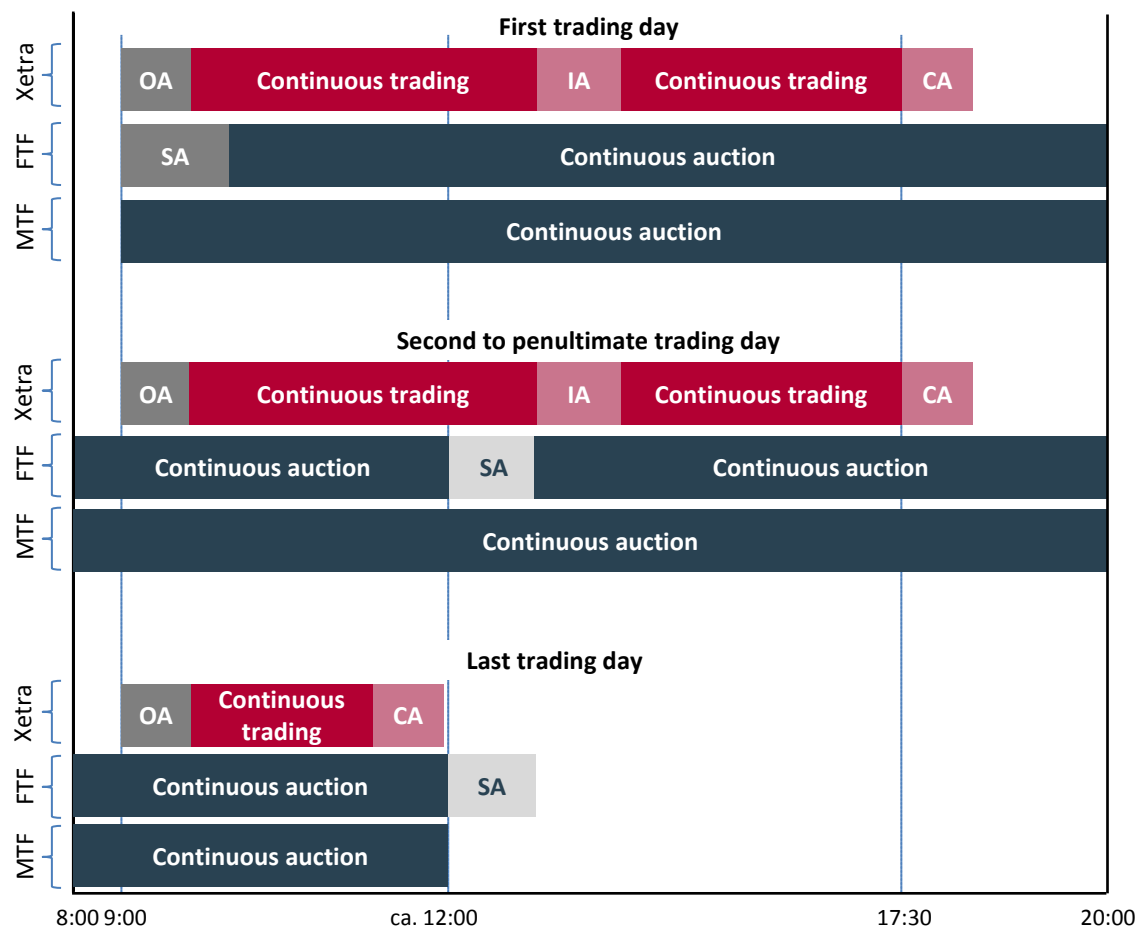 First trading day
Xetra
OA
Continuous trading
IA
Continuous trading
CA
FTF
SA
Continuous auction
MTF
Continuous auction
Second to penultimate trading day
Xetra
OA
Continuous trading
IA
Continuous trading
CA
FTF
Continuous auction
SA
Continuous auction
MTF
Continuous auction
Last trading day
Xetra
OA
Continuous
trading
CA
FTF
Continuous auction
SA
MTF
Continuous auction
8:00 9:00 ca. 12:00 17:30 20:00